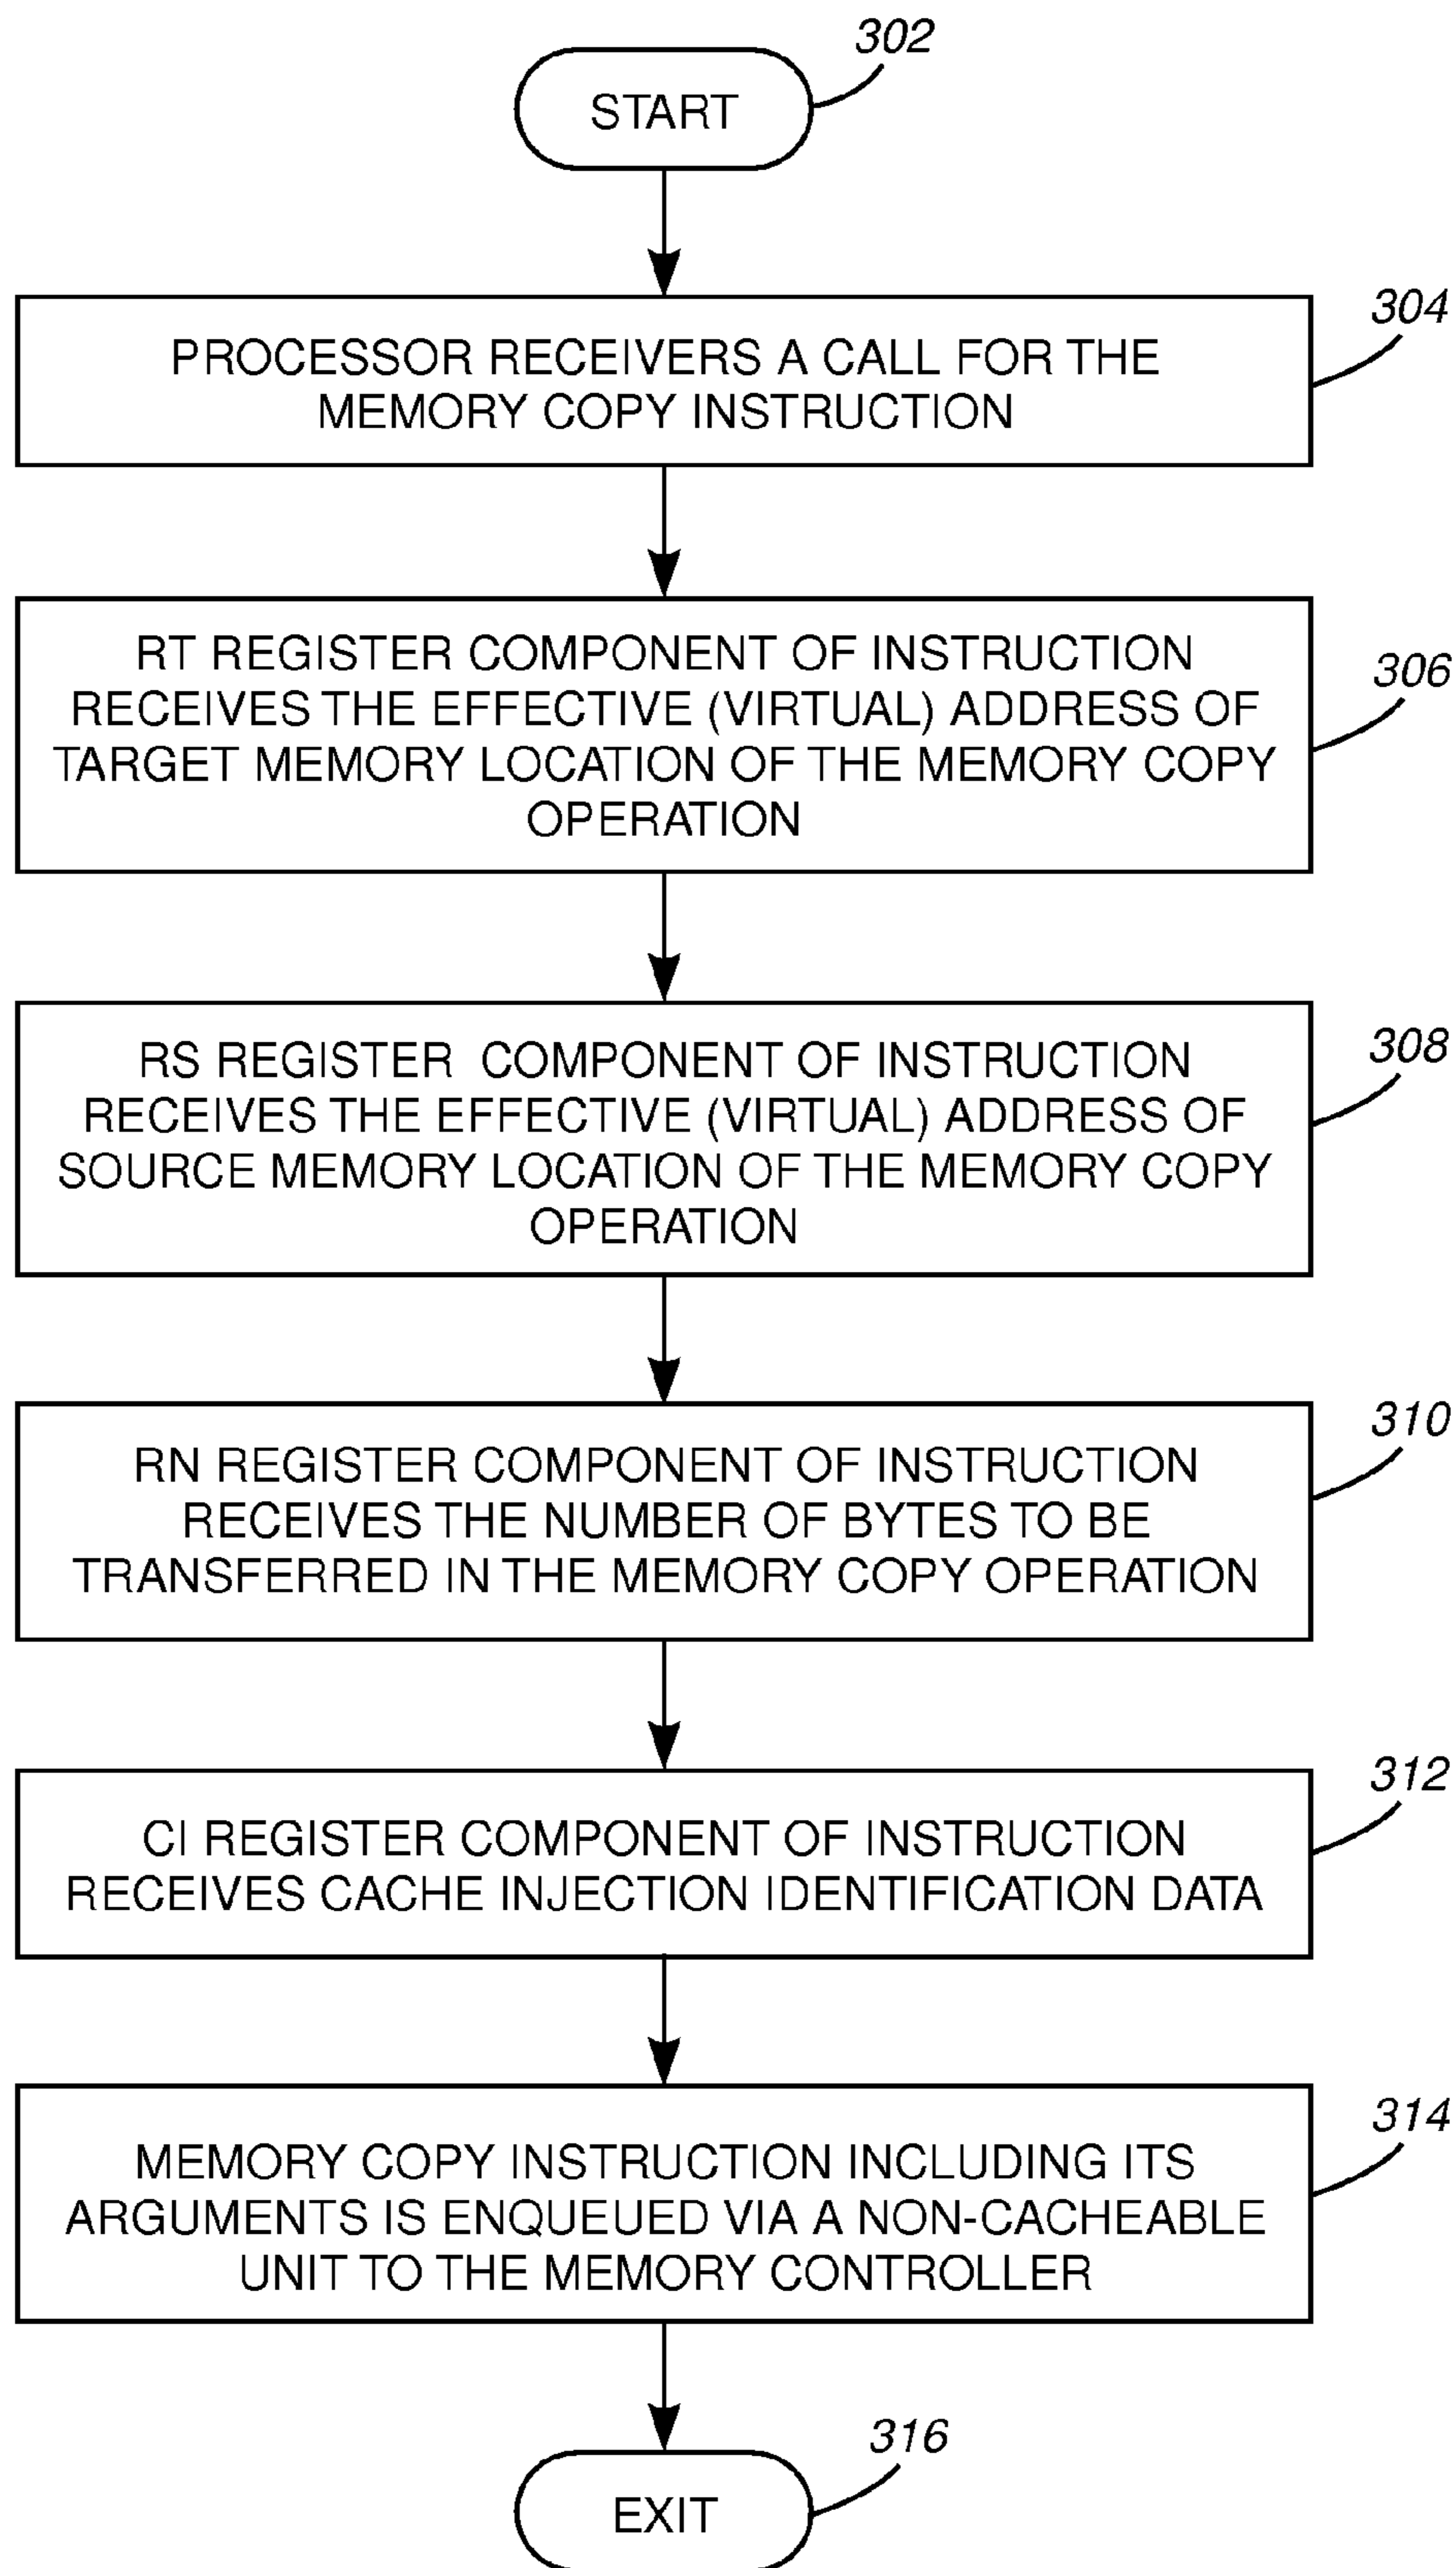 302
START
304
PROCESSOR RECEIVERS A CALL FOR THE
MEMORY COPY INSTRUCTION
306
RT REGISTER COMPONENT OF INSTRUCTION
RECEIVES THE EFFECTIVE (VIRTUAL) ADDRESS OF
TARGET MEMORY LOCATION OF THE MEMORY COPY
OPERATION
308
RS REGISTER COMPONENT OF INSTRUCTION
RECEIVES THE EFFECTIVE (VIRTUAL) ADDRESS OF
SOURCE MEMORY LOCATION OF THE MEMORY COPY
OPERATION
310
RN REGISTER COMPONENT OF INSTRUCTION
RECEIVES THE NUMBER OF BYTES TO BE
TRANSFERRED IN THE MEMORY COPY OPERATION
312
CI REGISTER COMPONENT OF INSTRUCTION
RECEIVES CACHE INJECTION IDENTIFICATION DATA
314
MEMORY COPY INSTRUCTION INCLUDING ITS
ARGUMENTS IS ENQUEUED VIA A NON-CACHEABLE
UNIT TO THE MEMORY CONTROLLER
316
EXIT